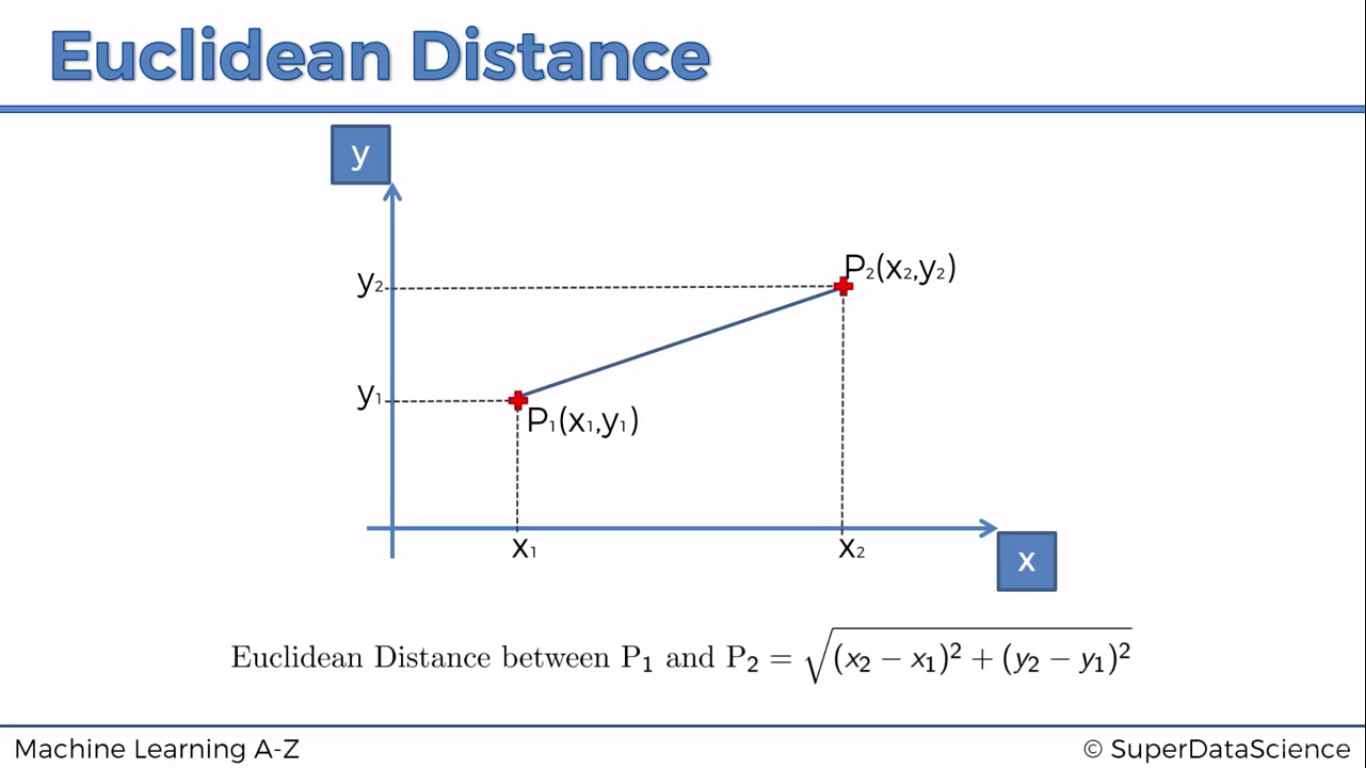 Euclidean Distance
y
P₂(x₂,y₂)
y₂
y₁
P₁(x₁,y₁)
x₁
x₂
x
Euclidean Distance between P₁ and P₂ = √(x₂ − x₁)² + (y₂ − y₁)²
Machine Learning A-Z
© SuperDataScience